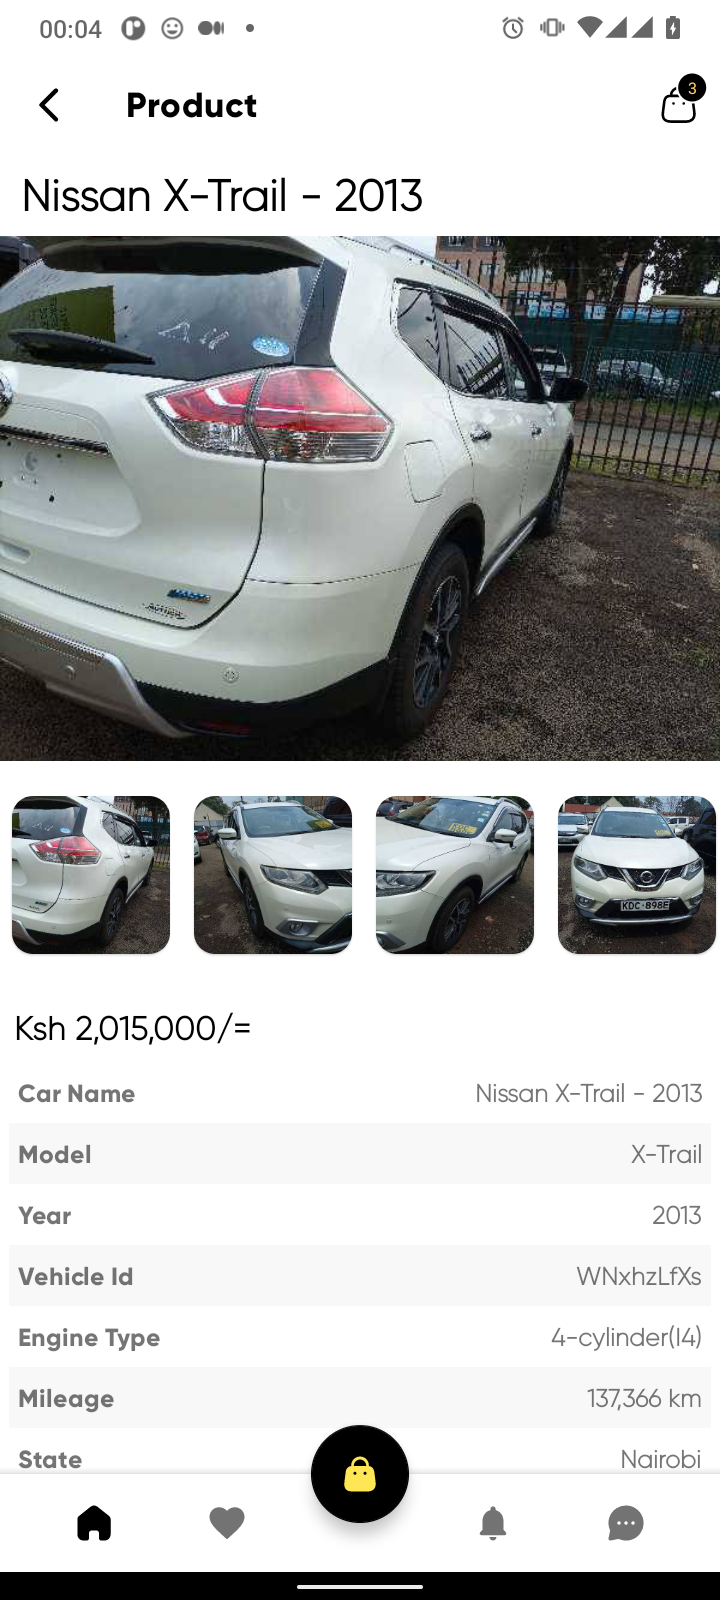 00:04
Product
3
Nissan X-Trail - 2013
KDC 898E
Ksh 2,015,000/=
Car Name Nissan X-Trail - 2013
Model X-Trail
Year 2013
Vehicle Id WNxhzLfXs
Engine Type 4-cylinder(I4)
Mileage 137,366 km
State Nairobi